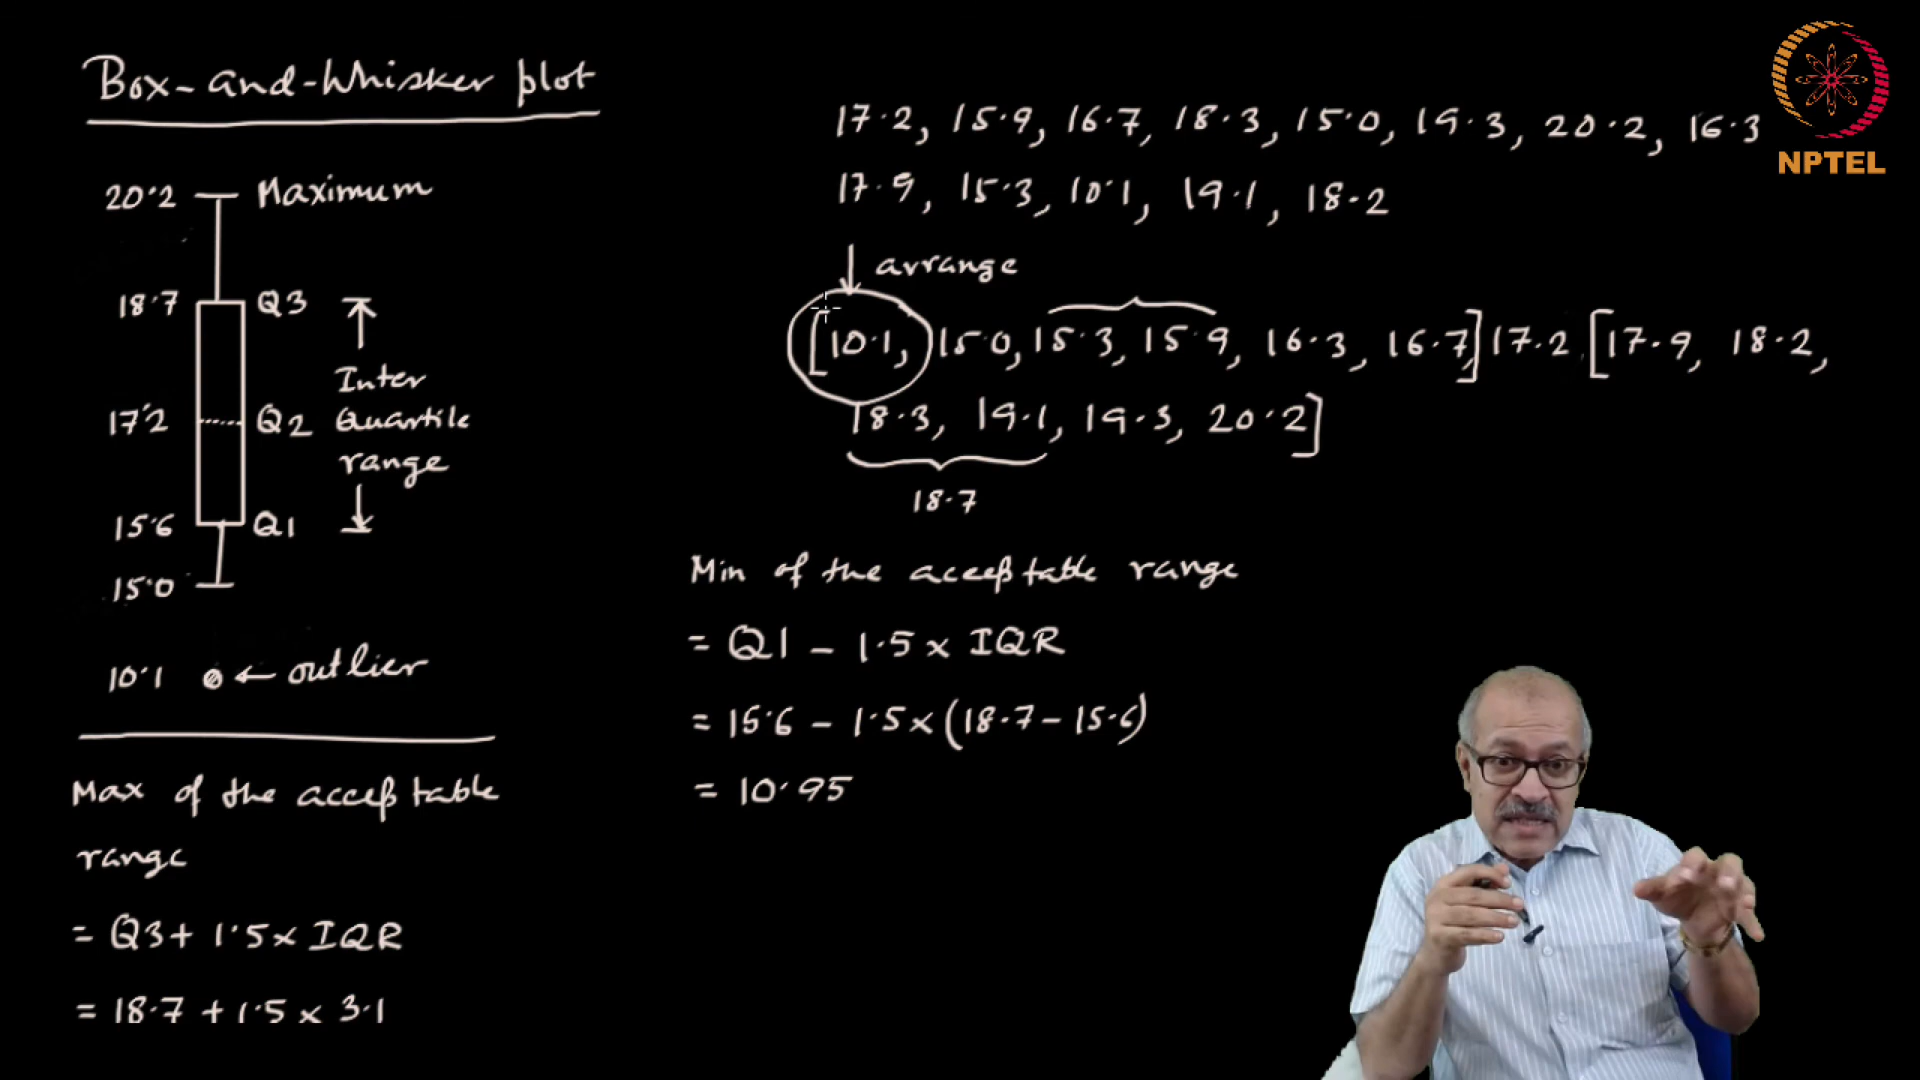 Box-and-Whisker plot
20.2 Maximum
18.7 Q3
Inter
17.2 Q2 Quartile
range
15.6 Q1
15.0
10.1 ← outlier
Max of the acceptable
range
= Q3 + 1.5 x IQR
= 18.7 + 1.5 x 3.1
17.2, 15.9, 16.7, 18.3, 15.0, 19.3, 20.2, 16.3
17.9, 15.3, 10.1, 19.1, 18.2
↓ arrange
[10.1, 15.0, 15.3, 15.9, 16.3, 16.7] 17.2 [17.9, 18.2,
18.3, 19.1, 19.3, 20.2]
18.7
Min of the acceptable range
= Q1 - 1.5 x IQR
= 15.6 - 1.5 x (18.7 - 15.6)
= 10.95
NPTEL